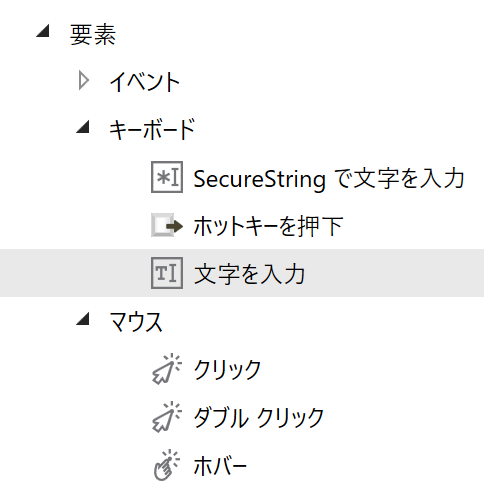 要素
イベント
キーボード
SecureString で文字を入力
ホットキーを押下
文字を入力
マウス
クリック
ダブル クリック
ホバー